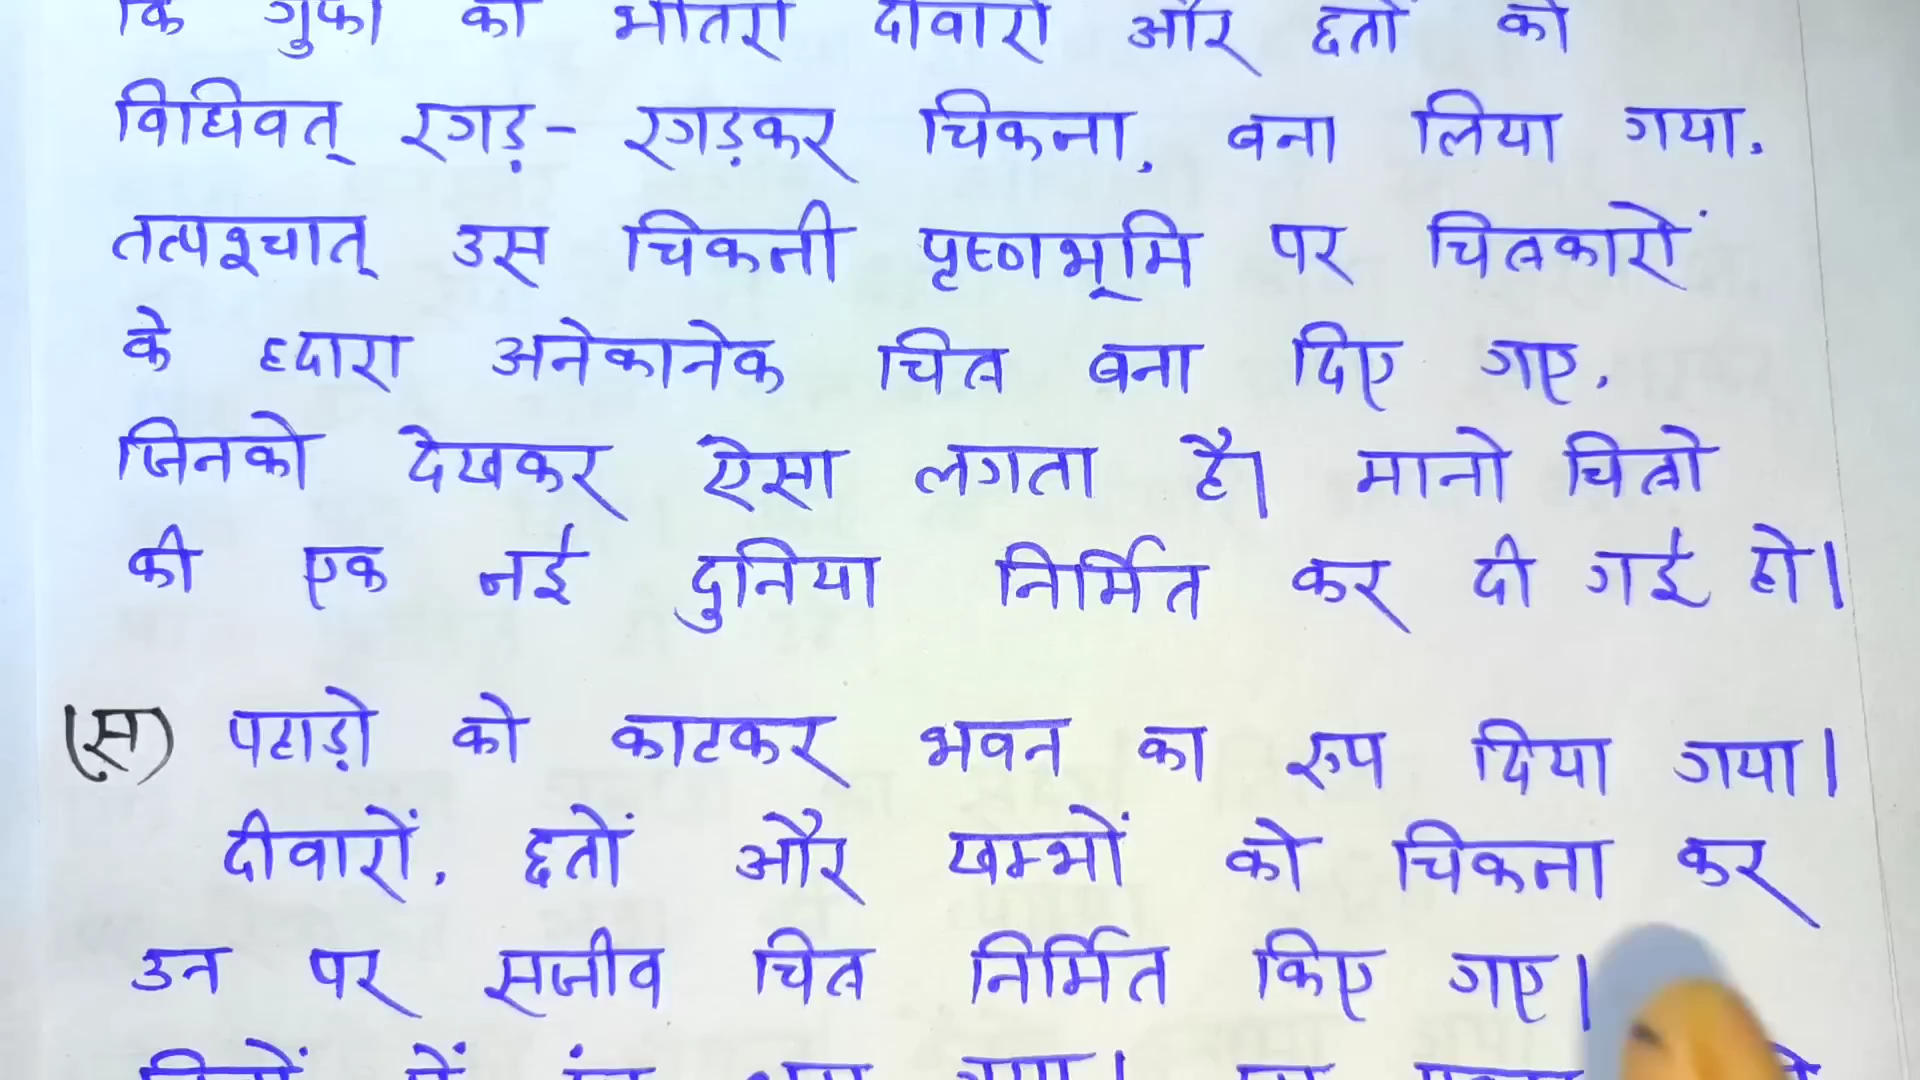 कि गुफा की भीतरी दीवारों और छतों को
विधिवत् रगड़ - रगड़कर चिकना, बना लिया गया,
तत्पश्चात् उस चिकनी पृष्ठभूमि पर चित्रकारों
के द्वारा अनेकानेक चित्र बना दिए गए,
जिनको देखकर ऐसा लगता है। मानो चित्रो
की एक नई दुनिया निर्मित कर दी गई हो।
(स) पहाड़ो को काटकर भवन का रुप दिया गया।
दीवारों, छतों और खम्भों को चिकना कर
उन पर सजीव चित्र निर्मित किए गए।
में रंग भरा गया।